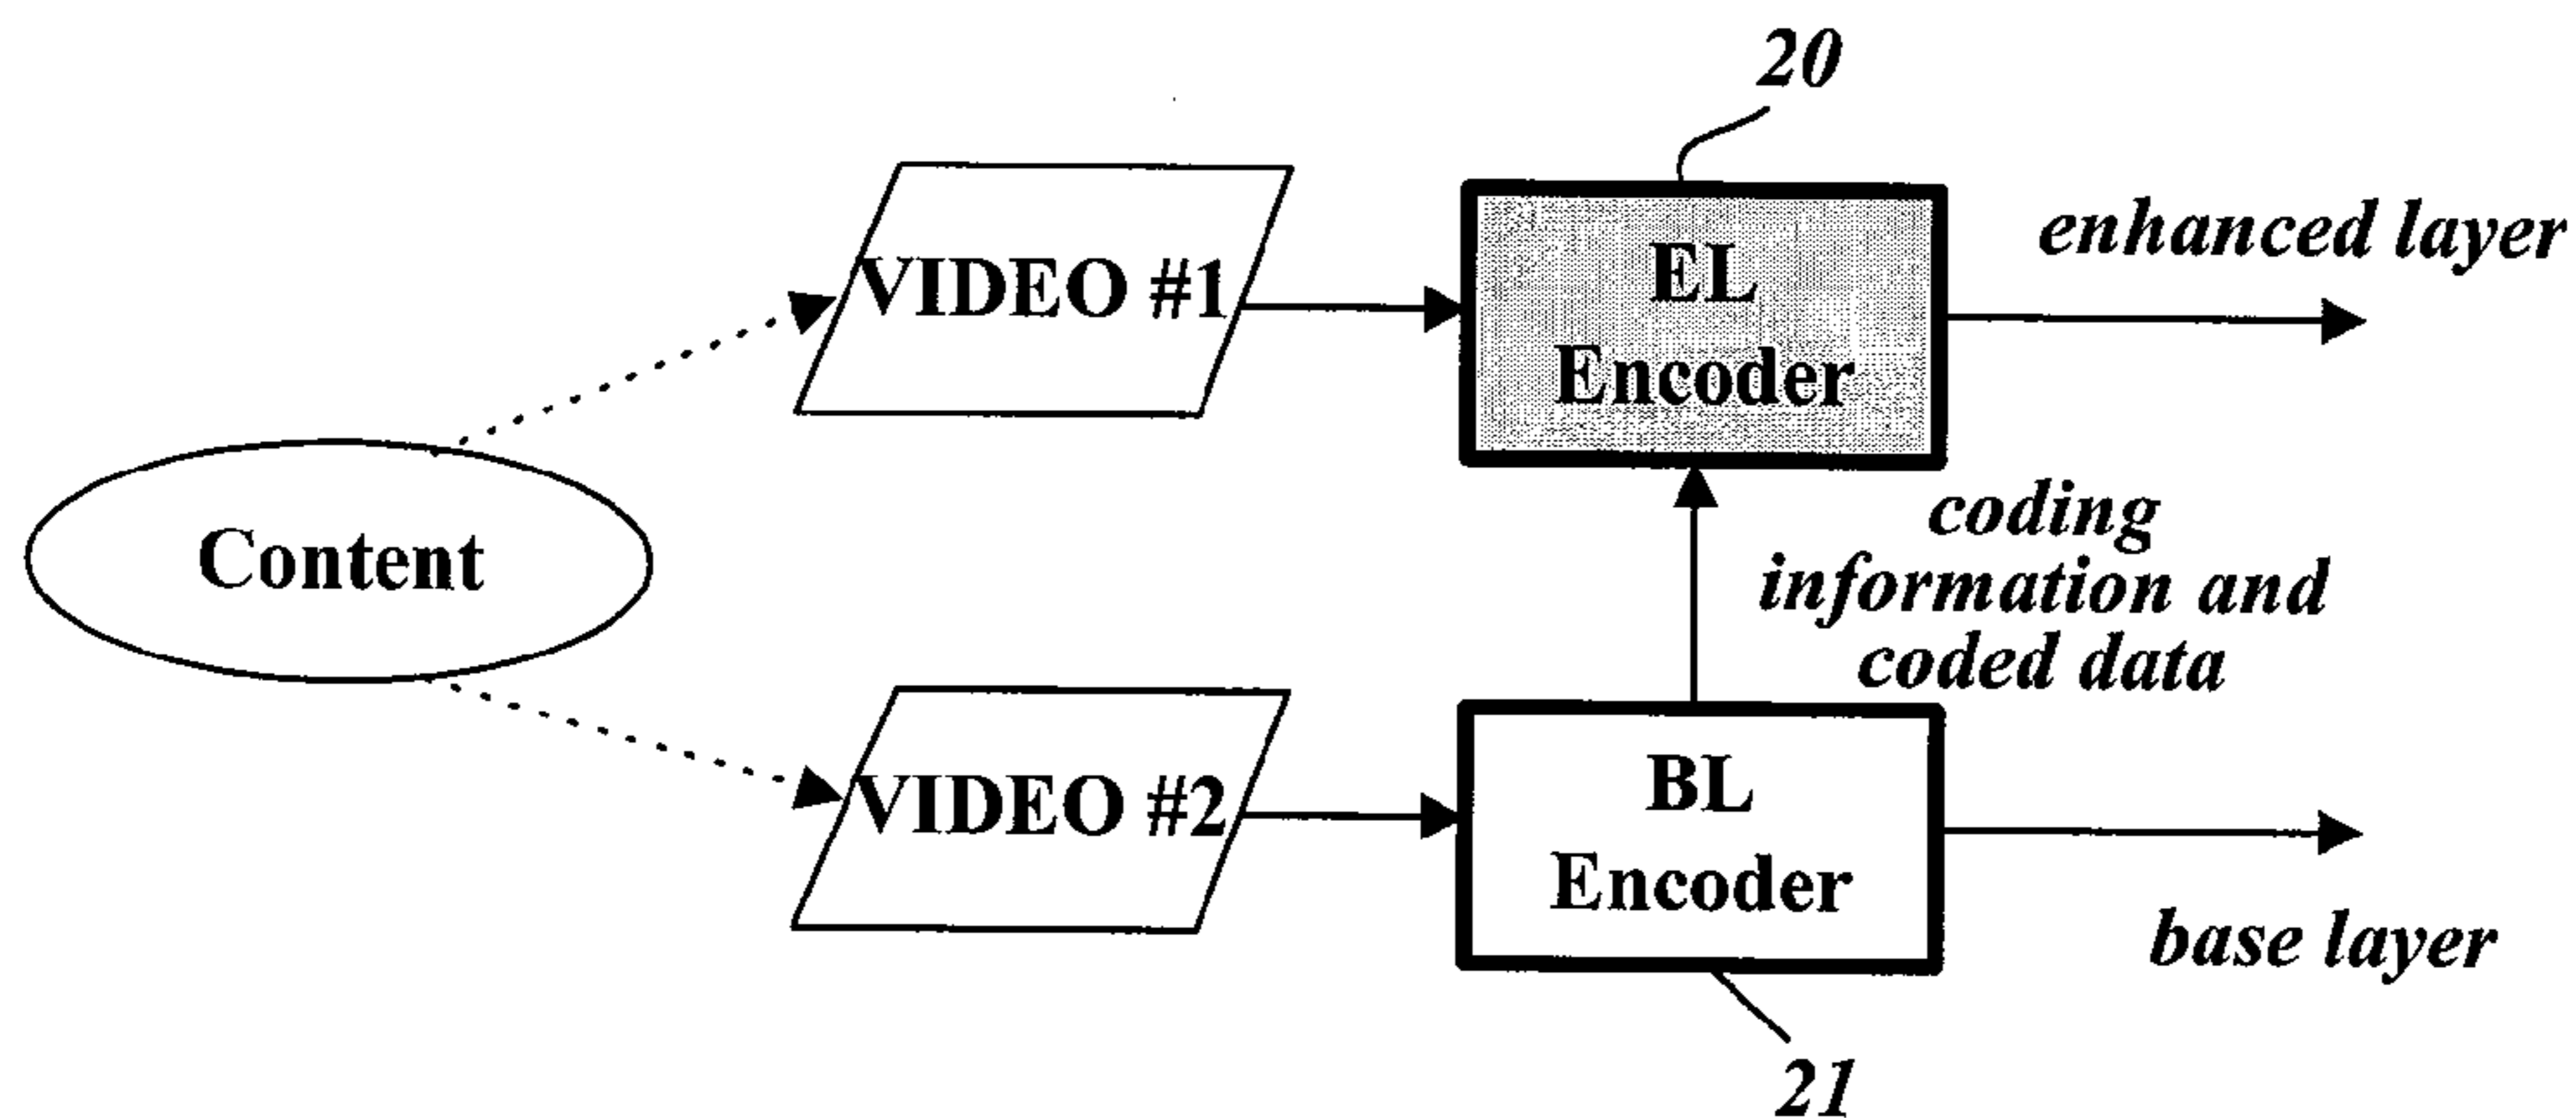 20
VIDEO #1
EL
Encoder
enhanced layer
Content
coding
information and
coded data
VIDEO #2
BL
Encoder
base layer
21